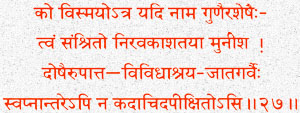 को विस्मयोऽत्र यदि नाम गुणैरशेषैः-
त्वं संश्रितो निरवकाशतया मुनीश !
दोषैरुपात्त—विविधाश्रय-जातगर्वैः
स्वप्नान्तरेऽपि न कदाचिदपीक्षितोऽसि॥२७॥